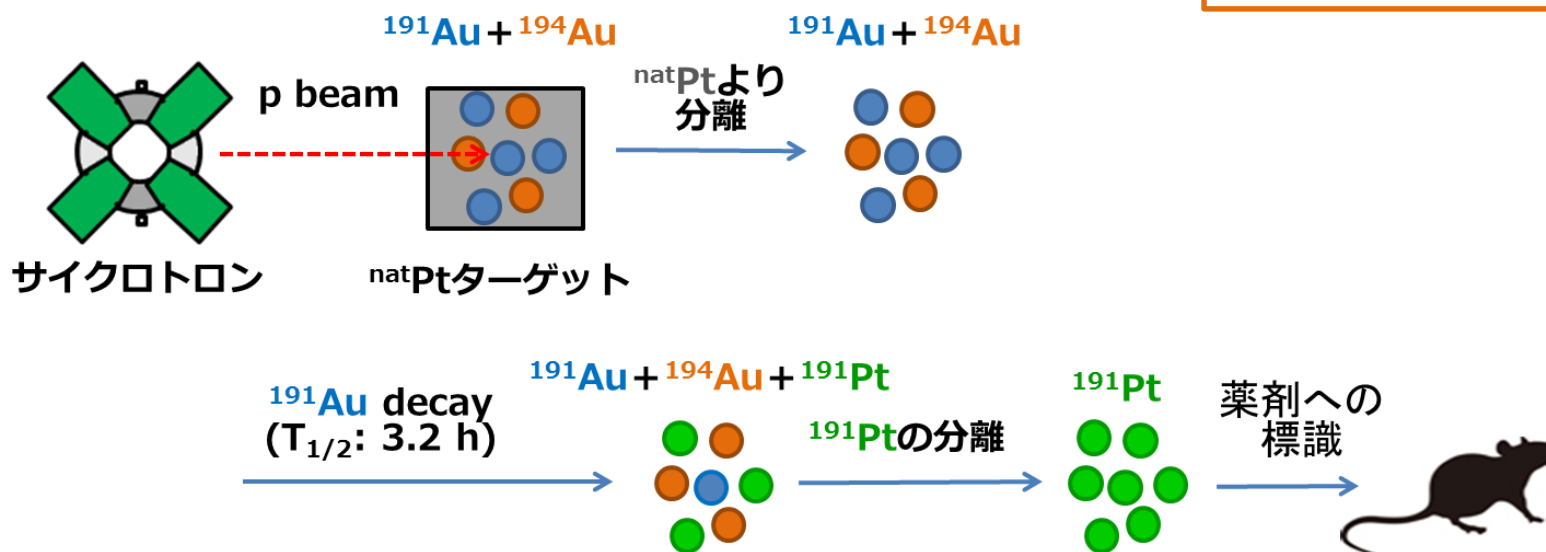 ¹⁹¹Au+¹⁹⁴Au
¹⁹¹Au+¹⁹⁴Au
p beam
ⁿᵃᵗPtより
分離
サイクロトロン
ⁿᵃᵗPtターゲット
¹⁹¹Au decay
(T₁/₂: 3.2 h)
¹⁹¹Au+¹⁹⁴Au+¹⁹¹Pt
¹⁹¹Ptの分離
¹⁹¹Pt
薬剤への
標識